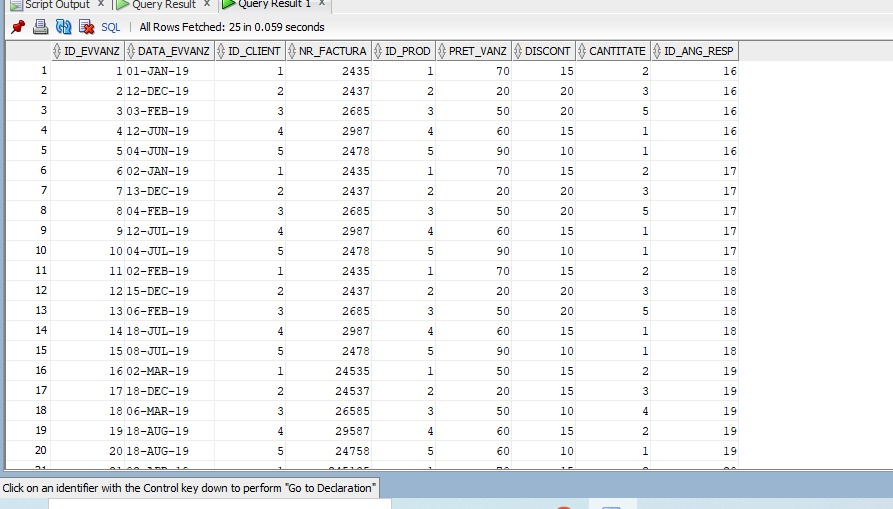 Script Output x Query Result x Query Result 1 x
SQL | All Rows Fetched: 25 in 0.059 seconds
ID_EVVANZ DATA_EVVANZ ID_CLIENT NR_FACTURA ID_PROD PRET_VANZ DISCONT CANTITATE ID_ANG_RESP
1 1 01-JAN-19 1 2435 1 70 15 2 16
2 2 12-DEC-19 2 2437 2 20 20 3 16
3 3 03-FEB-19 3 2685 3 50 20 5 16
4 4 12-JUN-19 4 2987 4 60 15 1 16
5 5 04-JUN-19 5 2478 5 90 10 1 16
6 6 02-JAN-19 1 2435 1 70 15 2 17
7 7 13-DEC-19 2 2437 2 20 20 3 17
8 8 04-FEB-19 3 2685 3 50 20 5 17
9 9 12-JUL-19 4 2987 4 60 15 1 17
10 10 04-JUL-19 5 2478 5 90 10 1 17
11 11 02-FEB-19 1 2435 1 70 15 2 18
12 12 15-DEC-19 2 2437 2 20 20 3 18
13 13 06-FEB-19 3 2685 3 50 20 5 18
14 14 18-JUL-19 4 2987 4 60 15 1 18
15 15 08-JUL-19 5 2478 5 90 10 1 18
16 16 02-MAR-19 1 24535 1 50 15 2 19
17 17 18-DEC-19 2 24537 2 20 15 3 19
18 18 06-MAR-19 3 26585 3 50 10 4 19
19 19 18-AUG-19 4 29587 4 60 15 2 19
20 20 18-AUG-19 5 24758 5 60 10 1 19
Click on an identifier with the Control key down to perform "Go to Declaration"